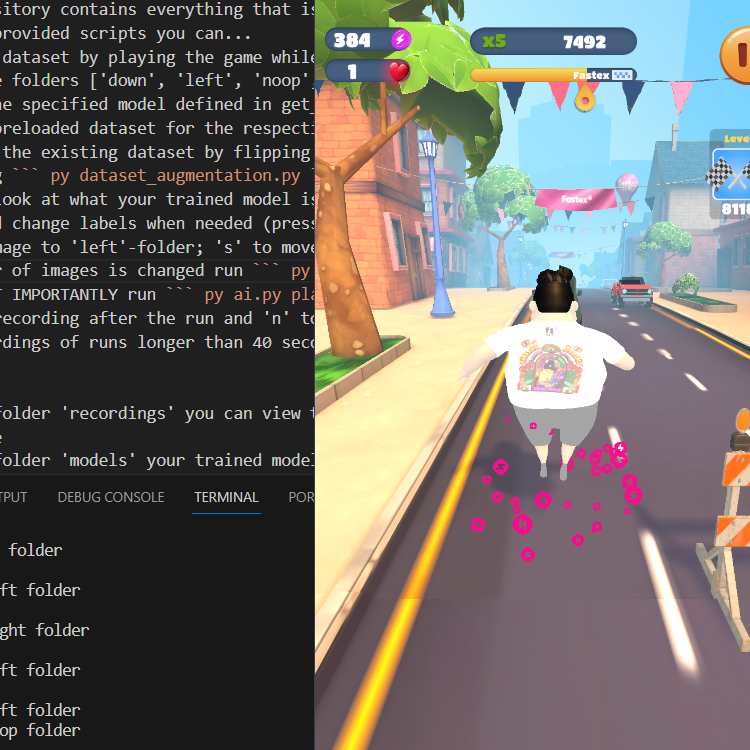 sitory contains everything that is
provided scripts you can...
dataset by playing the game while
e folders ['down', 'left', 'noop'
he specified model defined in get_
preloaded dataset for the respecti
the existing dataset by flipping
g ``` py dataset_augmentation.py
look at what your trained model is
d change labels when needed (press
mage to 'left'-folder; 's' to move
r of images is changed run ``` py
T IMPORTANTLY run ``` py ai.py pla
recording after the run and 'n' to
rdings of runs longer than 40 seco
folder 'recordings' you can view
e
folder 'models' your trained model
TPUT DEBUG CONSOLE TERMINAL POR
folder
ft folder
ght folder
ft folder
ft folder
op folder
384
x5 7492
1
Fastex
Level
8118
Fastex